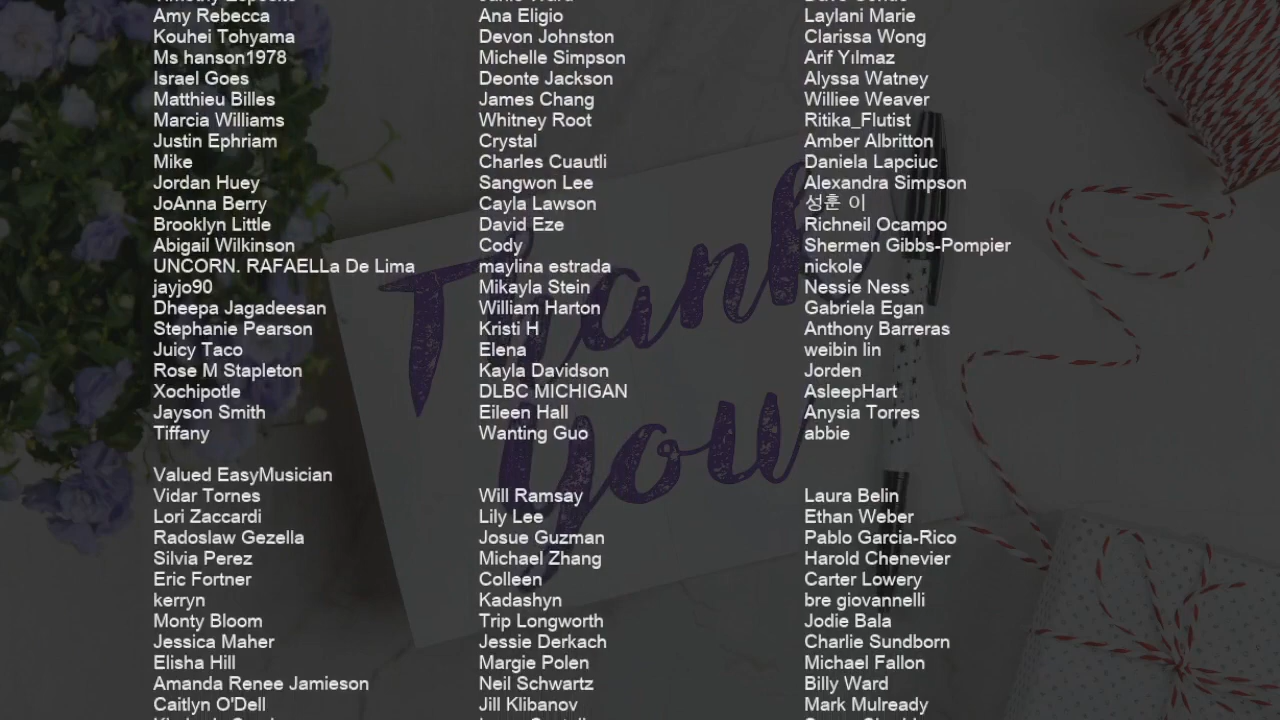 Amy Rebecca Ana Eligio Laylani Marie
Kouhei Tohyama Devon Johnston Clarissa Wong
Ms hanson1978 Michelle Simpson Arif Yılmaz
Israel Goes Deonte Jackson Alyssa Watney
Matthieu Billes James Chang Williee Weaver
Marcia Williams Whitney Root Ritika_Flutist
Justin Ephriam Crystal Amber Albritton
Mike Charles Cuautli Daniela Lapciuc
Jordan Huey Sangwon Lee Alexandra Simpson
JoAnna Berry Cayla Lawson 성훈 이
Brooklyn Little David Eze Richneil Ocampo
Abigail Wilkinson Cody Shermen Gibbs-Pompier
UNCORN. RAFAELLa De Lima maylina estrada nickole
jayjo90 Mikayla Stein Nessie Ness
Dheepa Jagadeesan William Harton Gabriela Egan
Stephanie Pearson Kristi H Anthony Barreras
Juicy Taco Elena weibin lin
Rose M Stapleton Kayla Davidson Jorden
Xochipotle DLBC MICHIGAN AsleepHart
Jayson Smith Eileen Hall Anysia Torres
Tiffany Wanting Guo abbie
Valued EasyMusician
Vidar Tornes Will Ramsay Laura Belin
Lori Zaccardi Lily Lee Ethan Weber
Radoslaw Gezella Josue Guzman Pablo Garcia-Rico
Silvia Perez Michael Zhang Harold Chenevier
Eric Fortner Colleen Carter Lowery
kerryn Kadashyn bre giovannelli
Monty Bloom Trip Longworth Jodie Bala
Jessica Maher Jessie Derkach Charlie Sundborn
Elisha Hill Margie Polen Michael Fallon
Amanda Renee Jamieson Neil Schwartz Billy Ward
Caitlyn O'Dell Jill Klibanov Mark Mulready
Thank
you